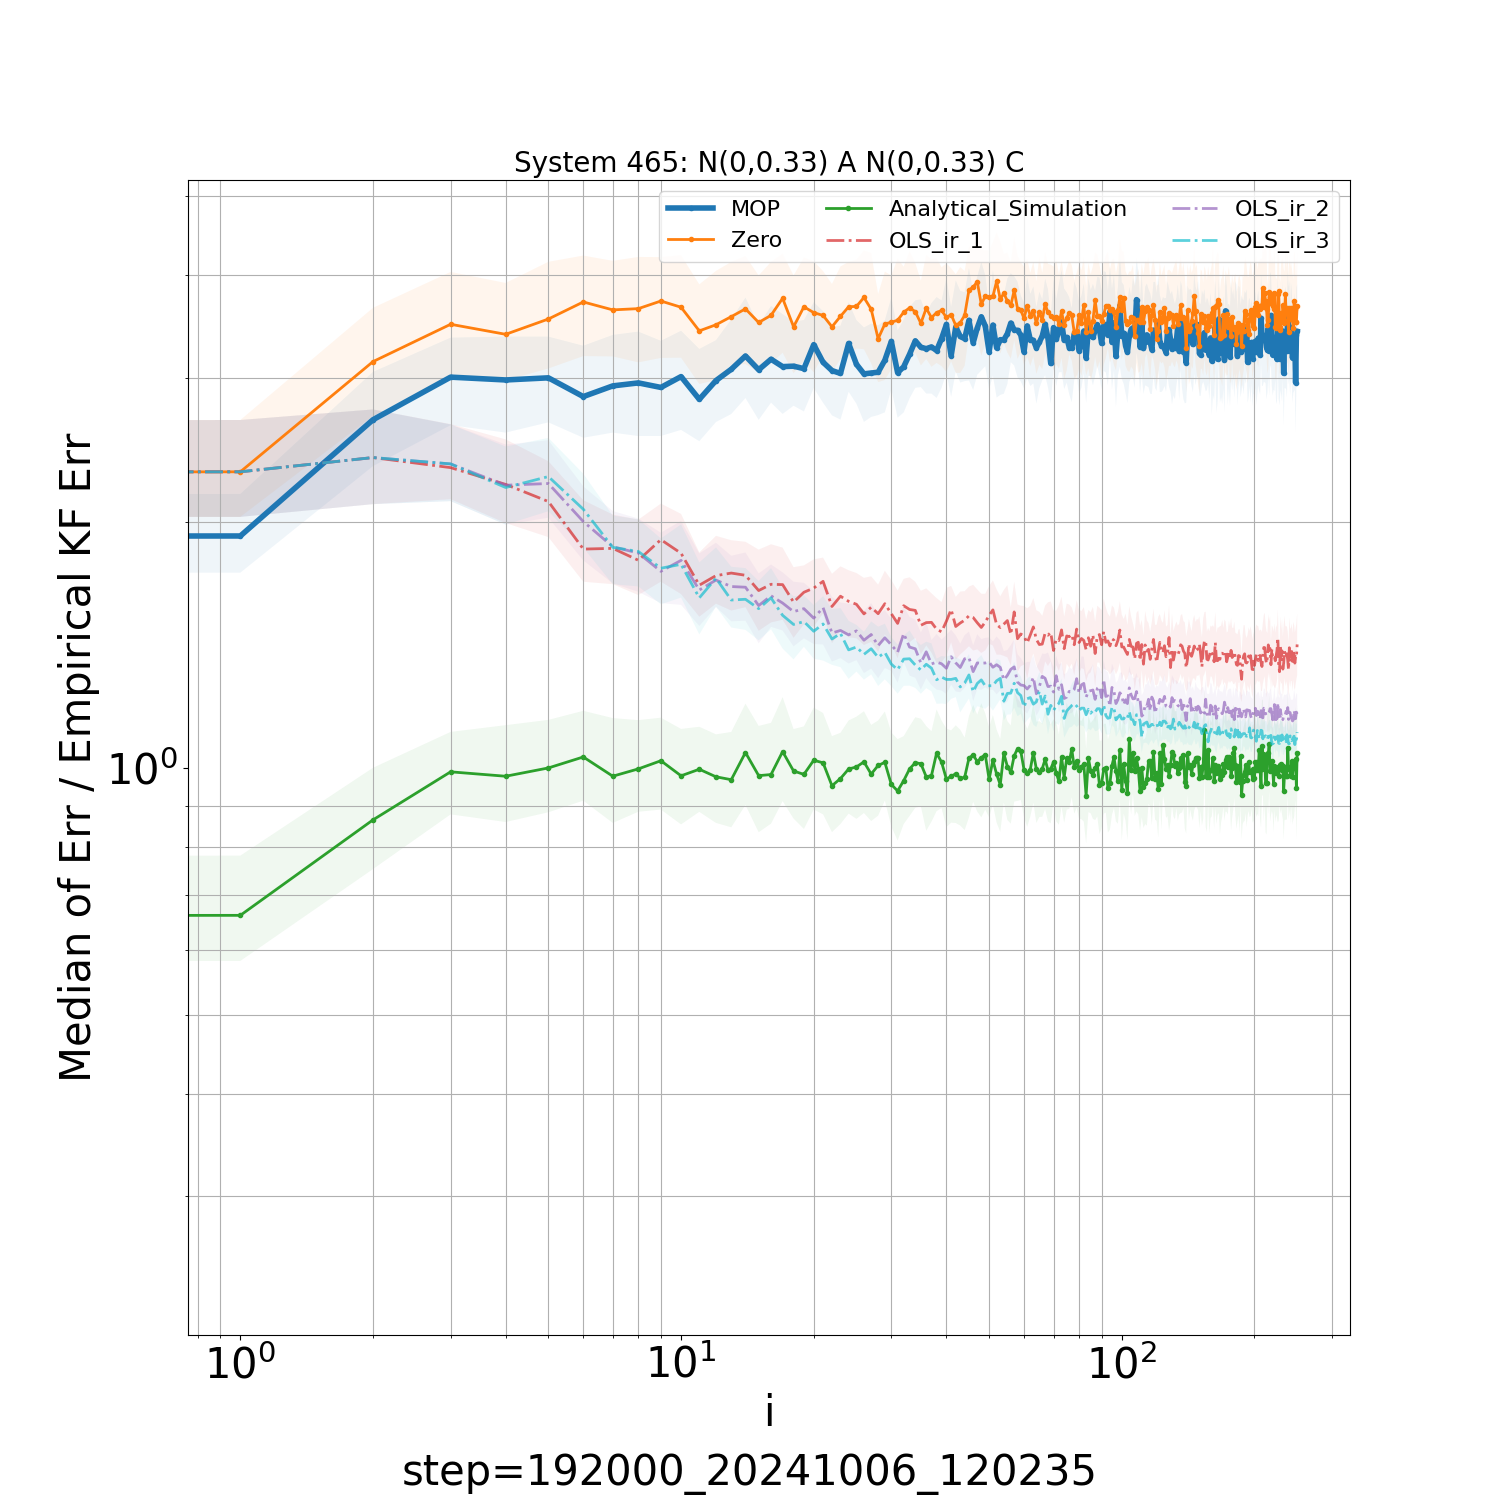 System 465: N(0,0.33) A N(0,0.33) C
MOP
Zero
Analytical_Simulation
OLS_ir_1
OLS_ir_2
OLS_ir_3
Median of Err / Empirical KF Err
10⁰
10⁰ 10¹ 10²
i
step=192000_20241006_120235